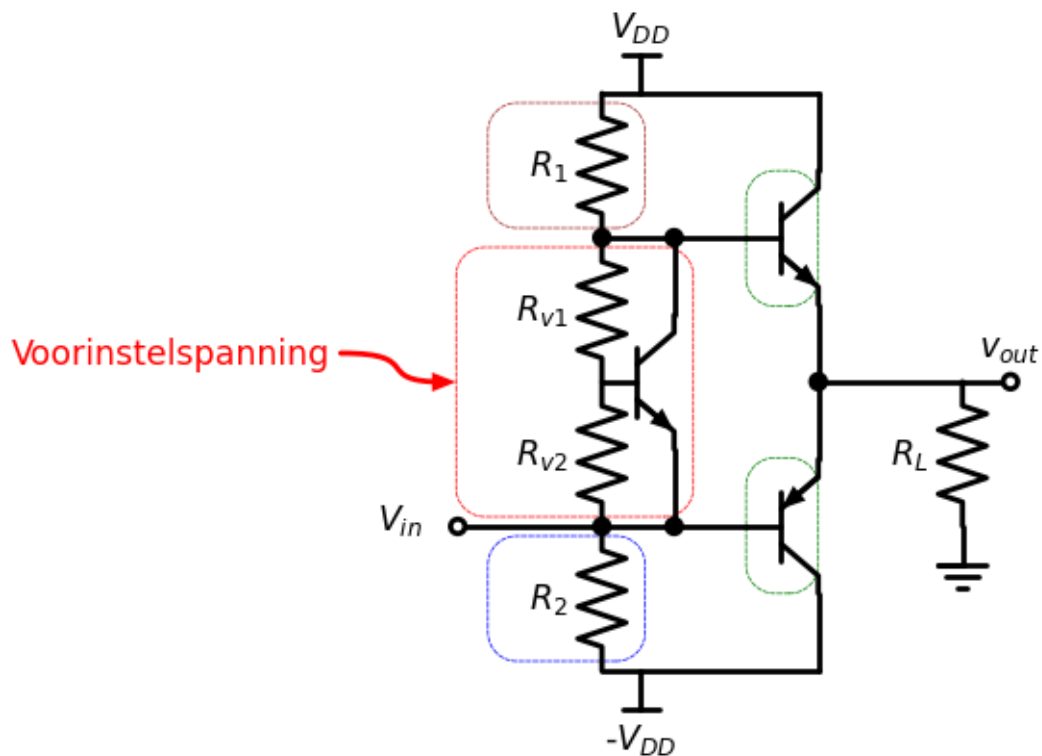 V_DD
R_1
R_v1
Voorinstelspanning
v_out
R_v2
R_L
V_in
R_2
-V_DD